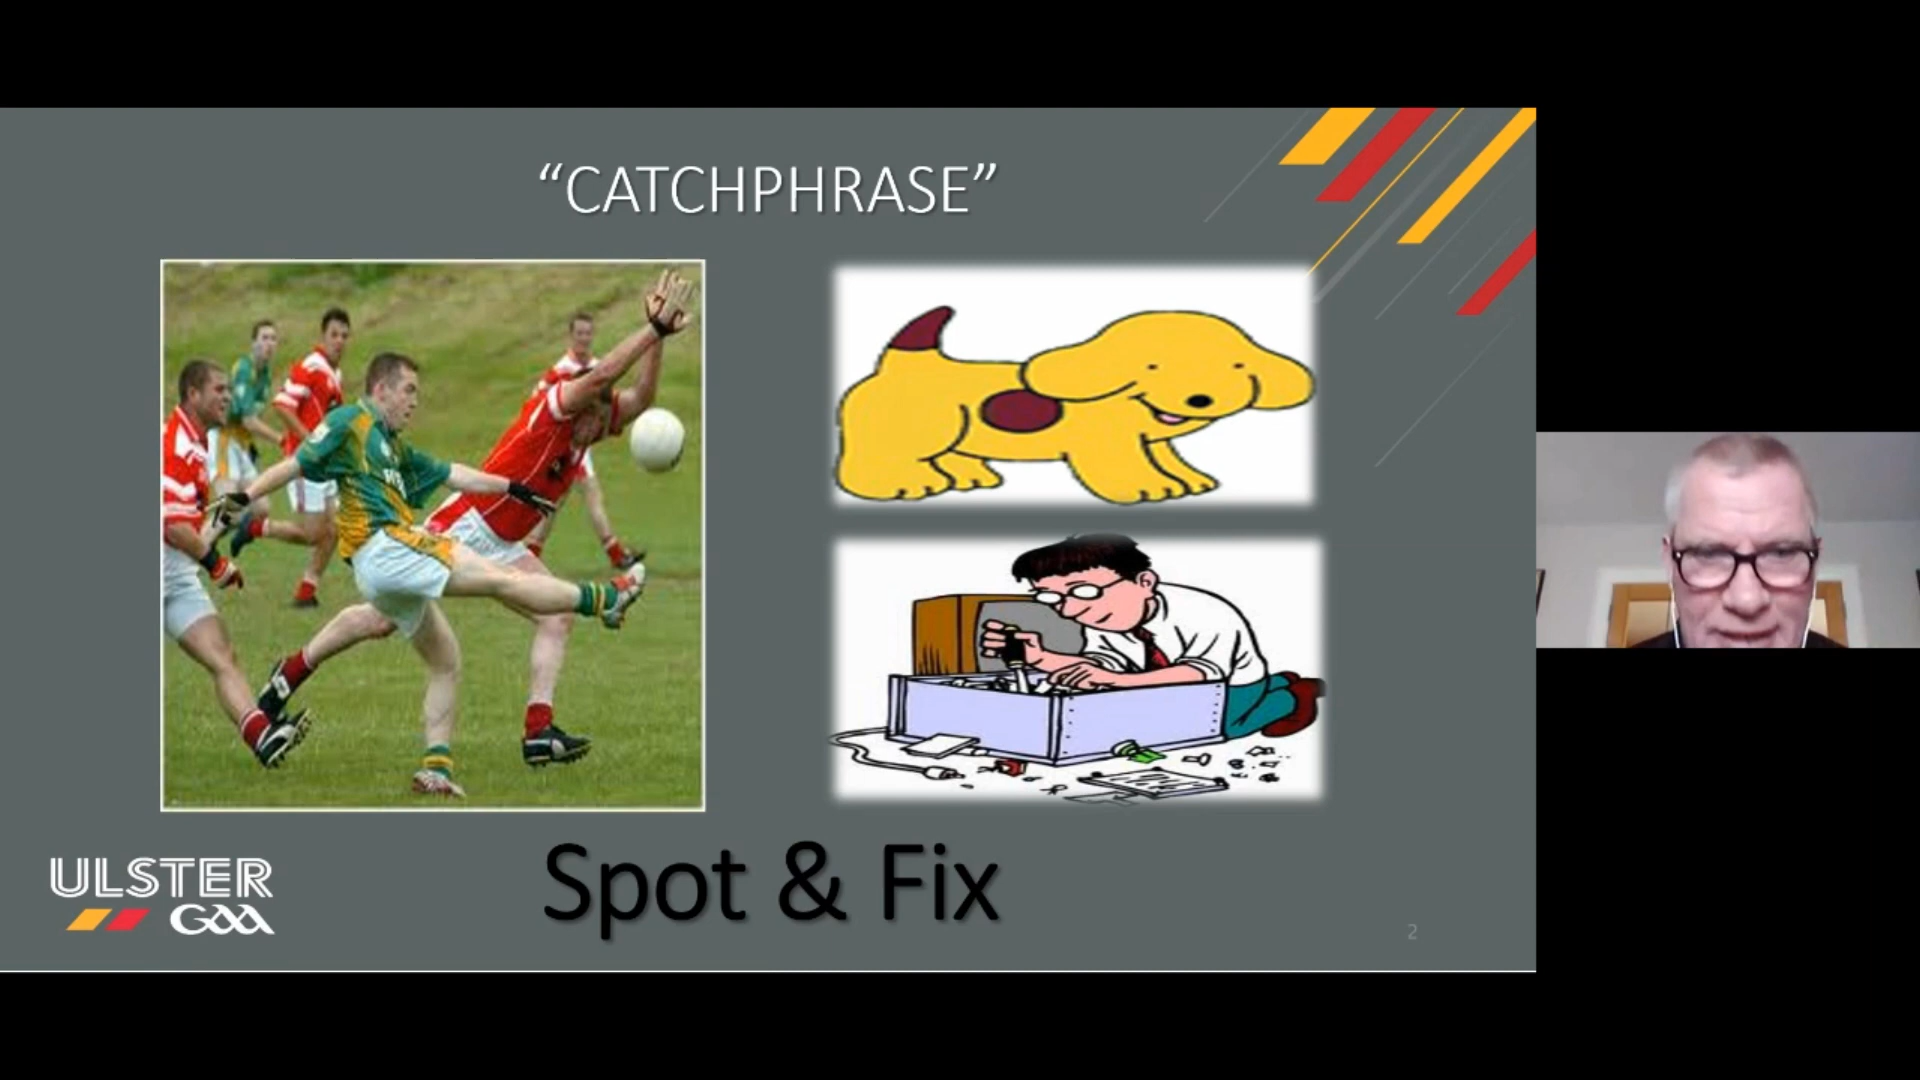 “CATCHPHRASE”
Spot & Fix
ULSTER
GAA
2